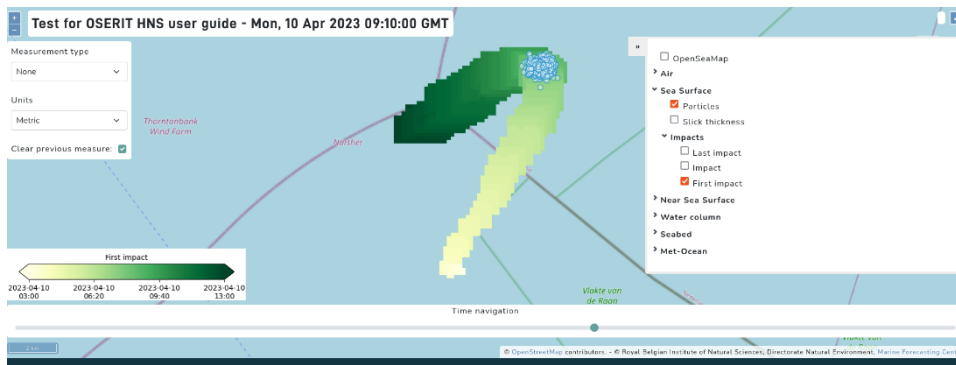 +
−
Test for OSERIT HNS user guide - Mon, 10 Apr 2023 09:10:00 GMT
Measurement type
None
Units
Metric
Clear previous measure:
Thorntonbank
Wind Farm
Norther
»
OpenSeaMap
Air
Sea Surface
Particles
Slick thickness
Impacts
Last impact
Impact
First impact
Near Sea Surface
Water column
Seabed
Met-Ocean
First impact
2023-04-10 2023-04-10 2023-04-10 2023-04-10
03:00 06:20 09:40 13:00
Vlakte van
de Raan
Time navigation
2 km
© OpenStreetMap contributors. - © Royal Belgian Institute of Natural Sciences, Directorate Natural Environment, Marine Forecasting Cent